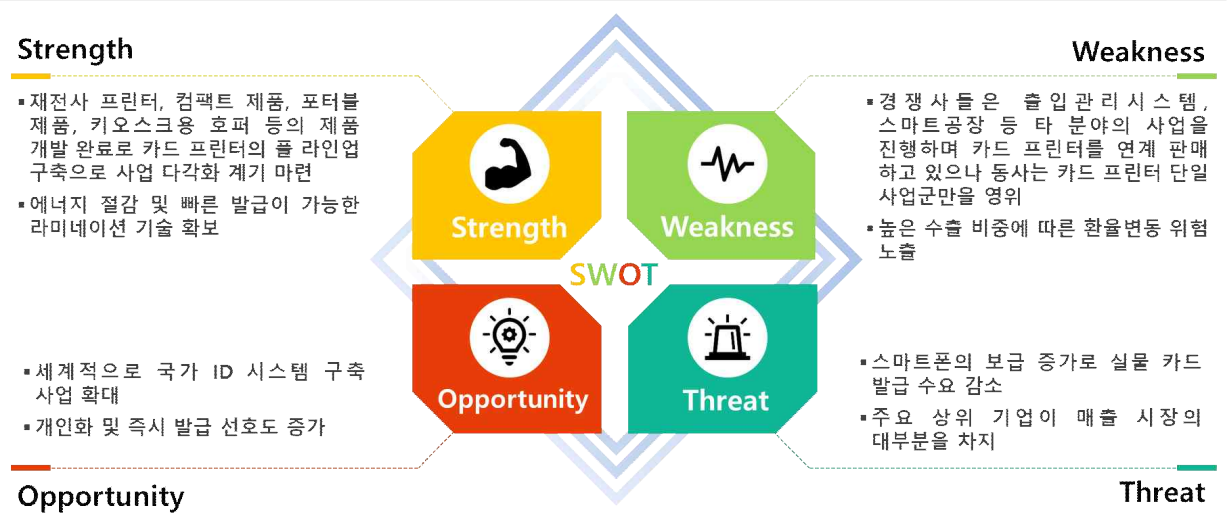 Strength
▪재전사 프린터, 컴팩트 제품, 포터블
제품, 키오스크용 호퍼 등의 제품
개발 완료로 카드 프린터의 풀 라인업
구축으로 사업 다각화 계기 마련
▪에너지 절감 및 빠른 발급이 가능한
라미네이션 기술 확보
Weakness
▪경쟁사들은 출입관리시스템,
스마트공장 등 타 분야의 사업을
진행하며 카드 프린터를 연계 판매
하고 있으나 동사는 카드 프린터 단일
사업군만을 영위
▪높은 수출 비중에 따른 환율변동 위험
노출
Strength
Weakness
SWOT
Opportunity
Threat
▪세계적으로 국가 ID 시스템 구축
사업 확대
▪개인화 및 즉시 발급 선호도 증가
Opportunity
▪스마트폰의 보급 증가로 실물 카드
발급 수요 감소
▪주요 상위 기업이 매출 시장의
대부분을 차지
Threat